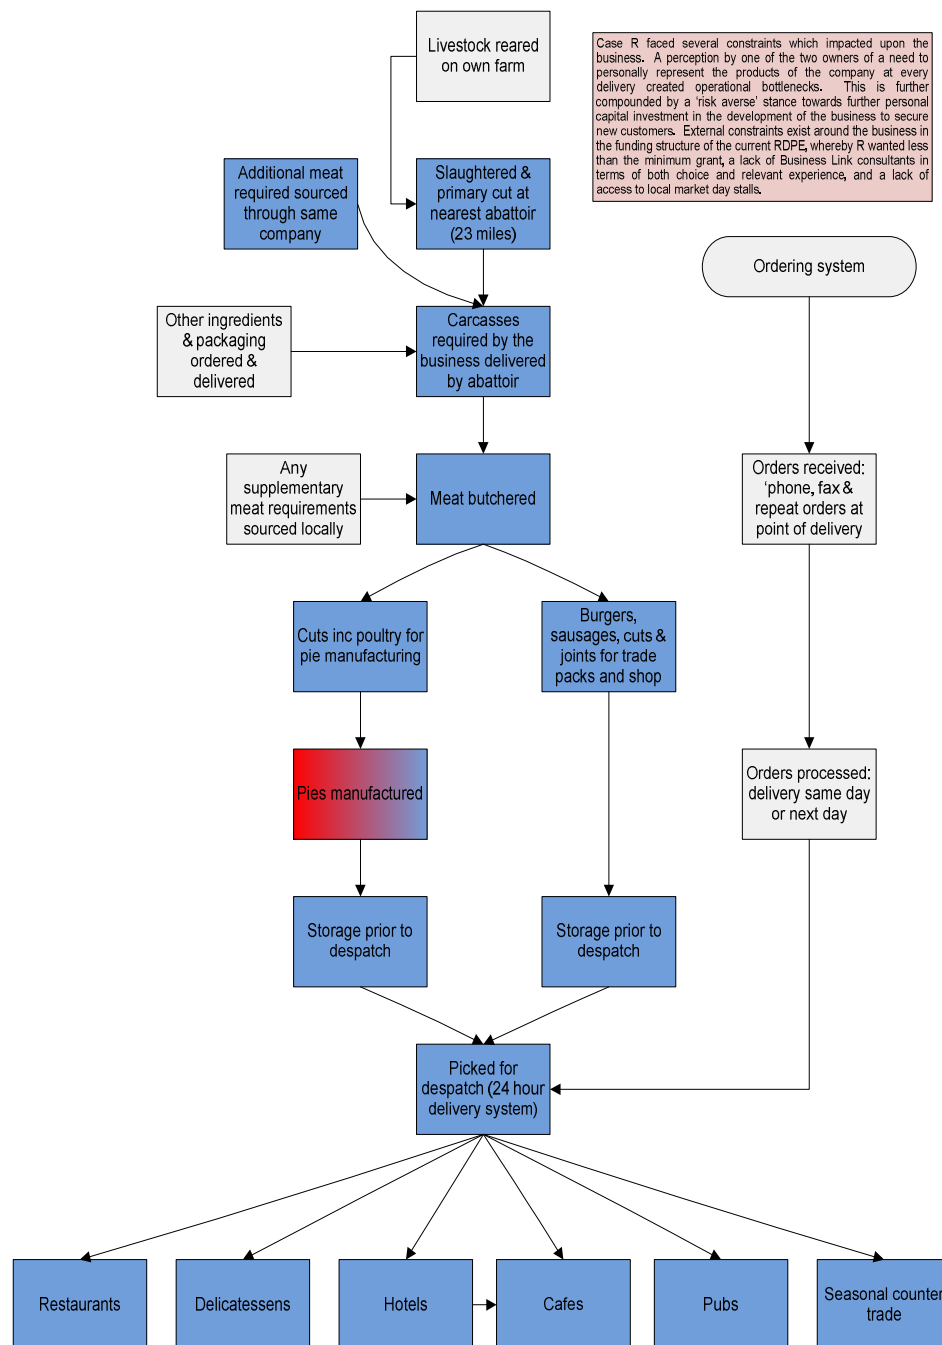 Livestock reared
on own farm
Case R faced several constraints which impacted upon the
business. A perception by one of the two owners of a need to
personally represent the products of the company at every
delivery created operational bottlenecks. This is further
compounded by a 'risk averse' stance towards further personal
capital investment in the development of the business to secure
new customers. External constraints exist around the business in
the funding structure of the current RDPE, whereby R wanted less
than the minimum grant, a lack of Business Link consultants in
terms of both choice and relevant experience, and a lack of
access to local market day stalls.
Additional meat
required sourced
through same
company
Slaughtered &
primary cut at
nearest abattoir
(23 miles)
Ordering system
Other ingredients
& packaging
ordered &
delivered
Carcasses
required by the
business delivered
by abattoir
Any
supplementary
meat requirements
sourced locally
Meat butchered
Orders received:
'phone, fax &
repeat orders at
point of delivery
Cuts inc poultry for
pie manufacturing
Burgers,
sausages, cuts &
joints for trade
packs and shop
Pies manufactured
Orders processed:
delivery same day
or next day
Storage prior to
despatch
Storage prior to
despatch
Picked for
despatch (24 hour
delivery system)
Restaurants
Delicatessens
Hotels
Cafes
Pubs
Seasonal counter
trade